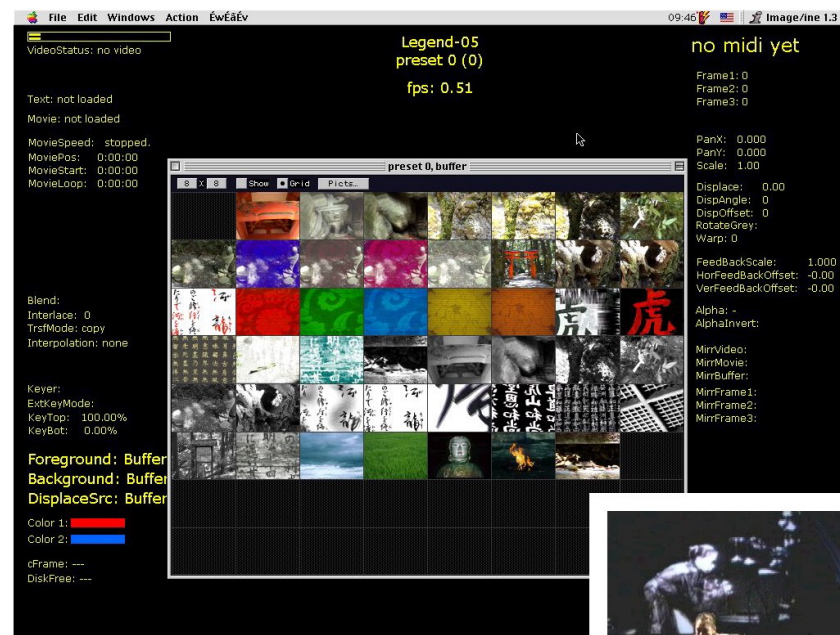 File Edit Windows Action ÉwÉãÉv 09:46 Image/ine 1.3
VideoStatus: no video
Text: not loaded
Movie: not loaded
MovieSpeed: stopped.
MoviePos: 0:00:00
MovieStart: 0:00:00
MovieLoop: 0:00:00
Blend:
Interlace: 0
TrsfMode: copy
Interpolation: none
Keyer:
ExtKeyMode:
KeyTop: 100.00%
KeyBot: 0.00%
Foreground: Buffer
Background: Buffer
DisplaceSrc: Buffer
Color 1:
Color 2:
cFrame: ---
DiskFree: ---
Legend-05
preset 0 (0)
fps: 0.51
preset 0, buffer
8 X 8 Show Grid Picts…
虎
虎
no midi yet
Frame1: 0
Frame2: 0
Frame3: 0
PanX: 0.000
PanY: 0.000
Scale: 1.00
Displace: 0.00
DispAngle: 0
DispOffset: 0
RotateGrey:
Warp: 0
FeedBackScale: 1.000
HorFeedBackOffset: -0.00
VerFeedBackOffset: -0.00
Alpha: -
AlphaInvert:
MirrVideo:
MirrMovie:
MirrBuffer:
MirrFrame1:
MirrFrame2:
MirrFrame3: